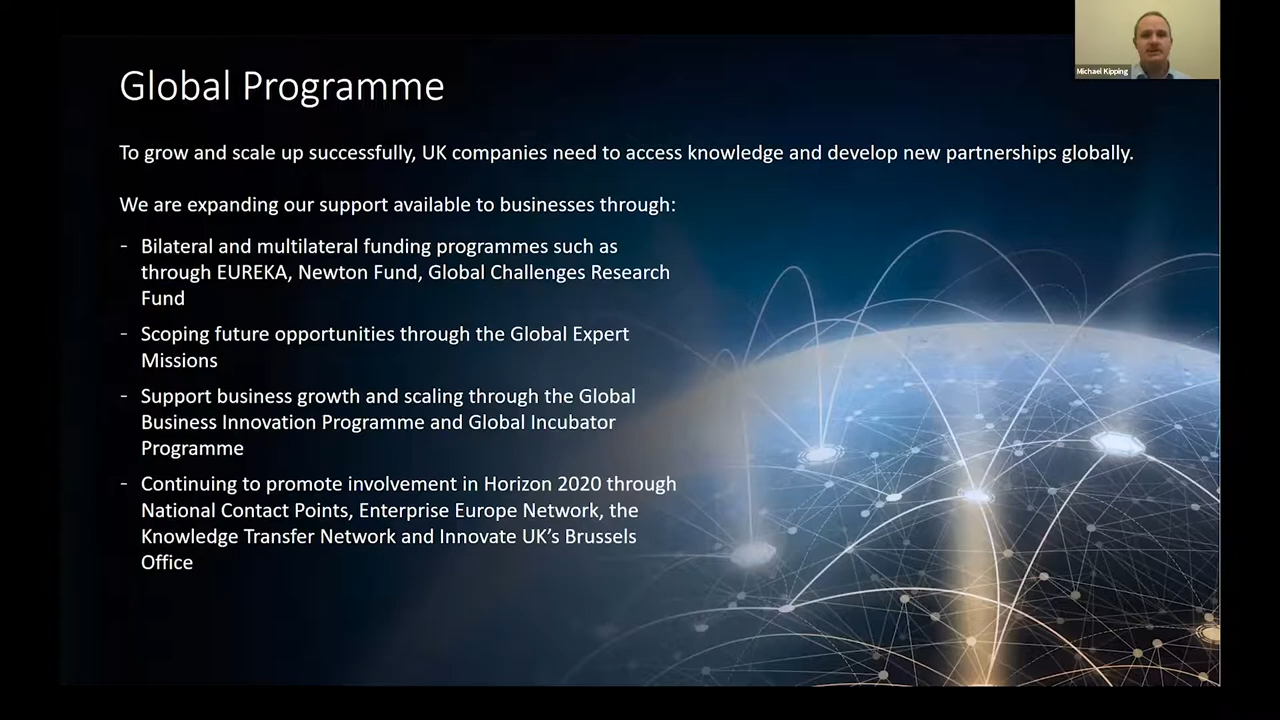 Michael Kipping
Global Programme
To grow and scale up successfully, UK companies need to access knowledge and develop new partnerships globally.
We are expanding our support available to businesses through:
- Bilateral and multilateral funding programmes such as
through EUREKA, Newton Fund, Global Challenges Research
Fund
- Scoping future opportunities through the Global Expert
Missions
- Support business growth and scaling through the Global
Business Innovation Programme and Global Incubator
Programme
- Continuing to promote involvement in Horizon 2020 through
National Contact Points, Enterprise Europe Network, the
Knowledge Transfer Network and Innovate UK’s Brussels
Office